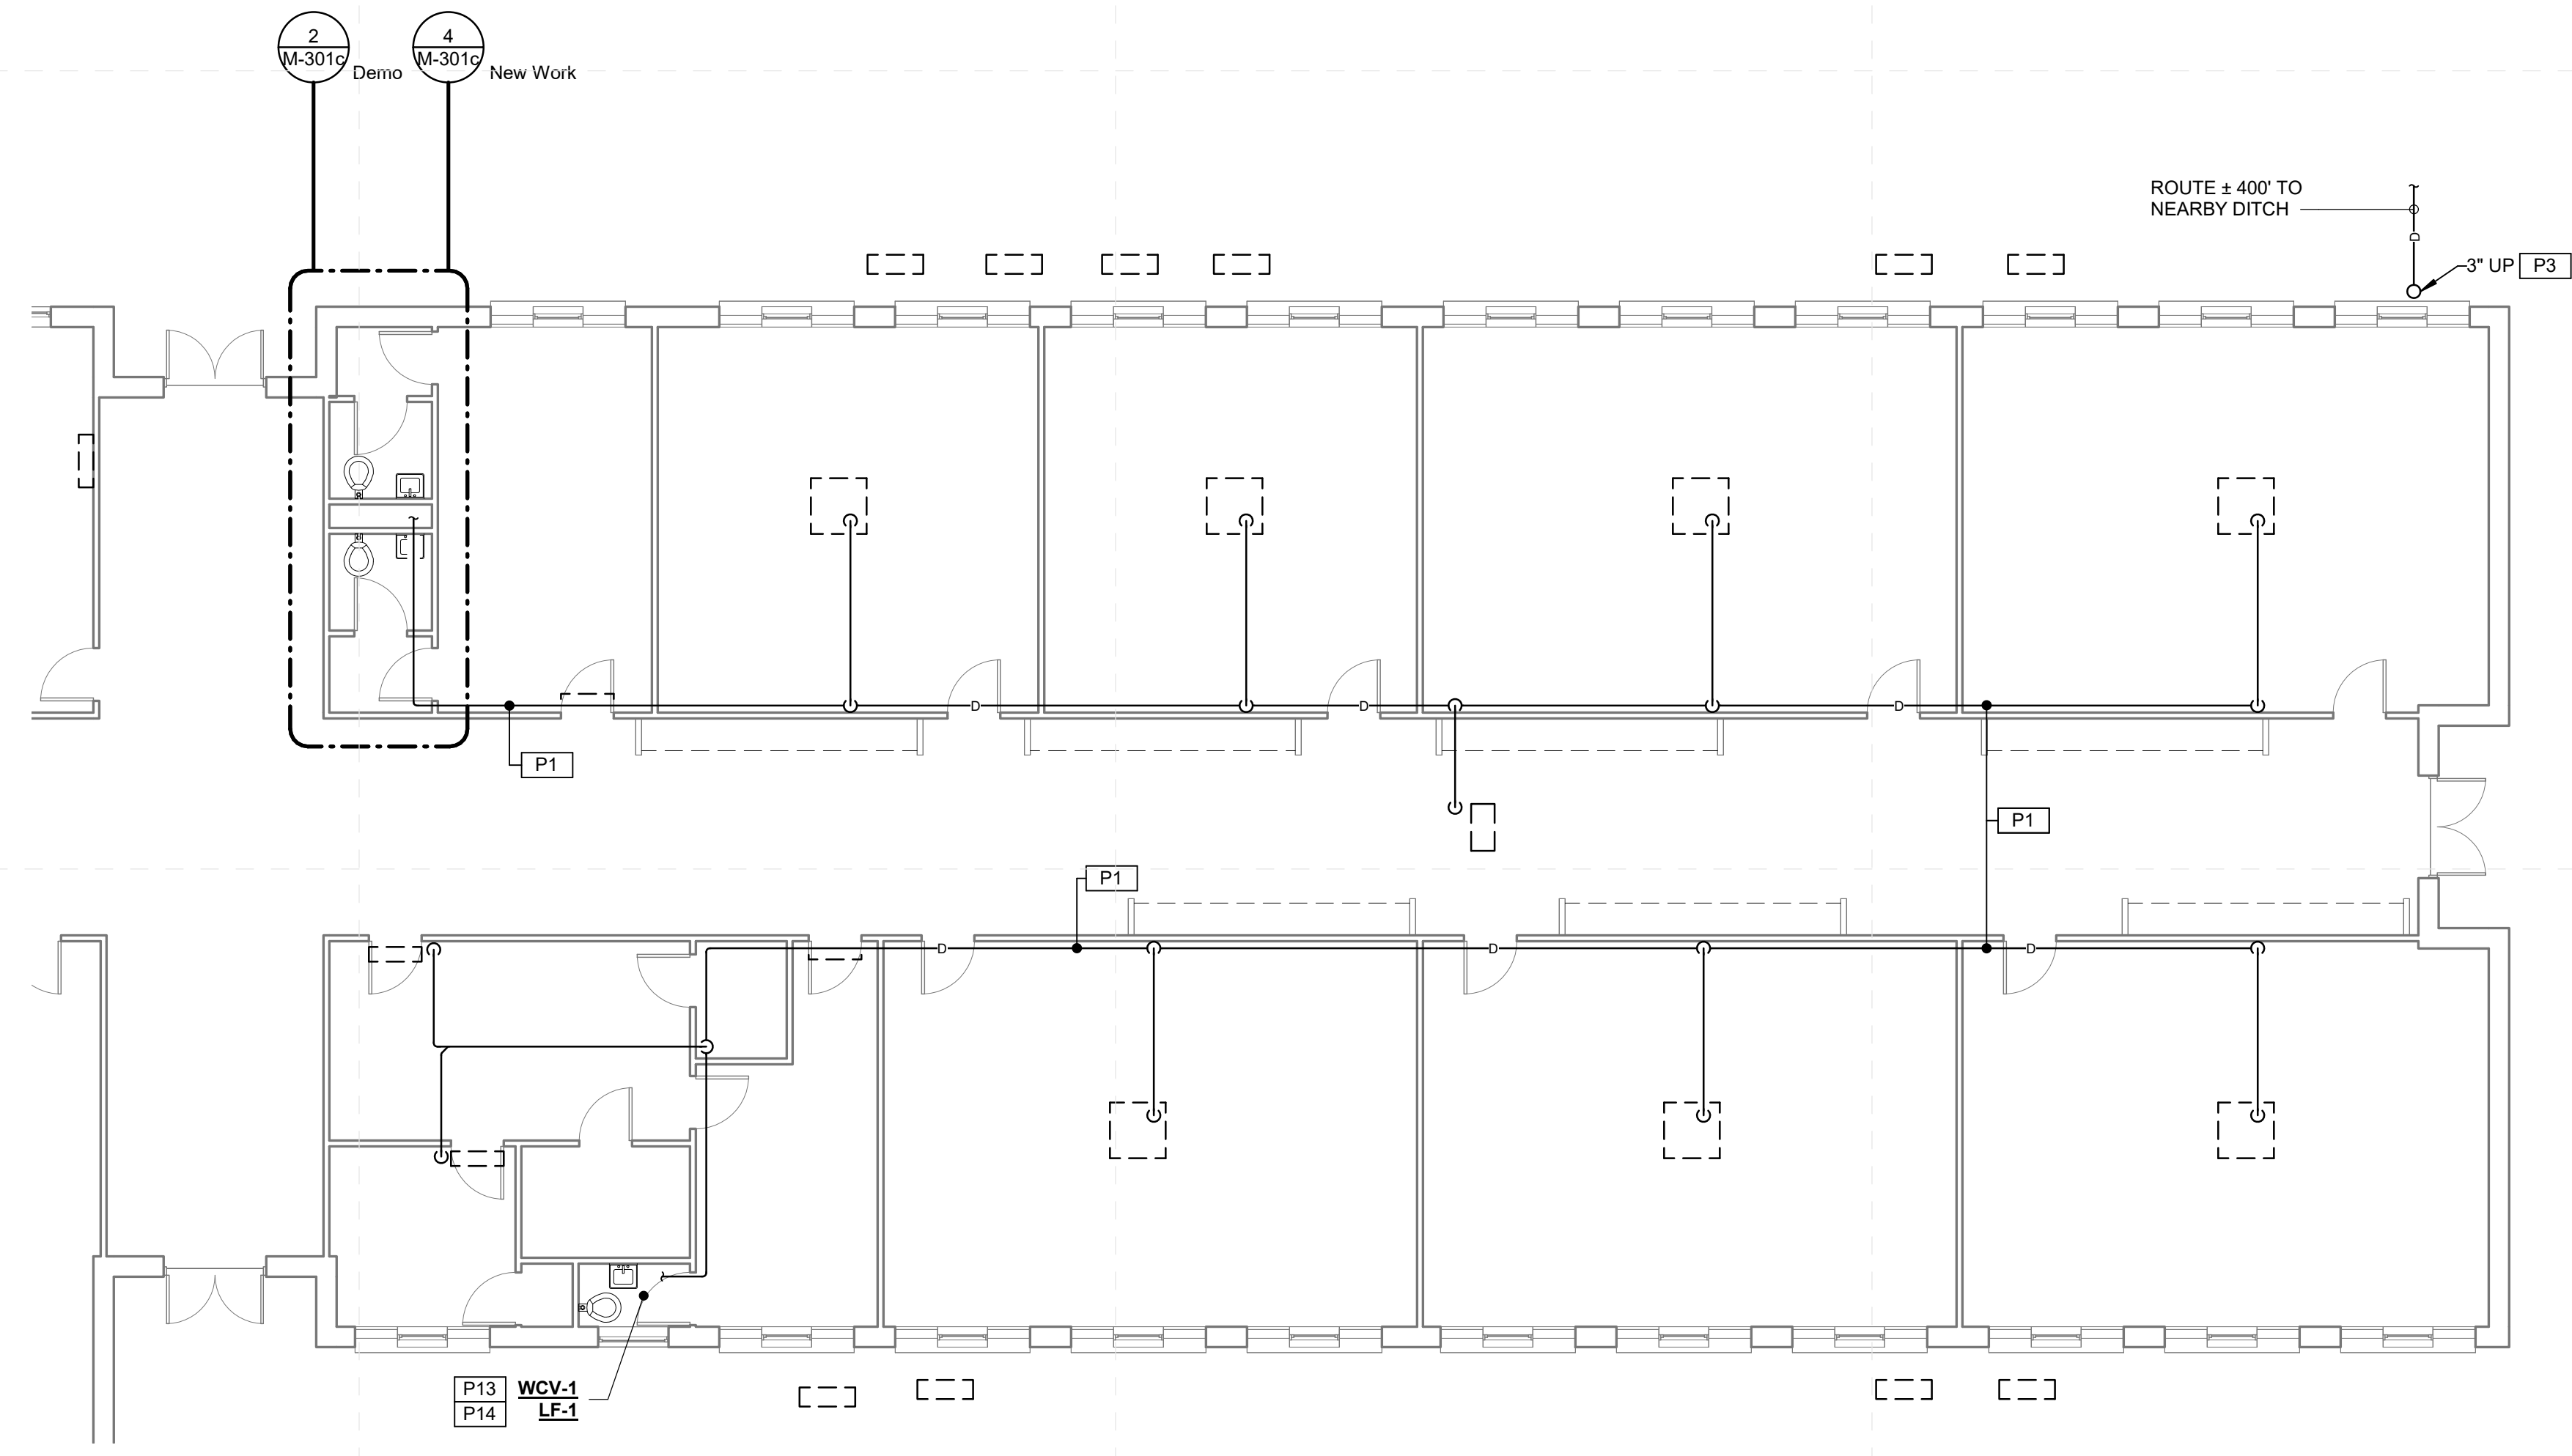 2
M-301c
Demo
4
M-301c
New Work
ROUTE ± 400' TO
NEARBY DITCH
D
3" UP
P3
D
D
D
P1
P1
P1
D
D
D
P13
P14
WCV-1
LF-1